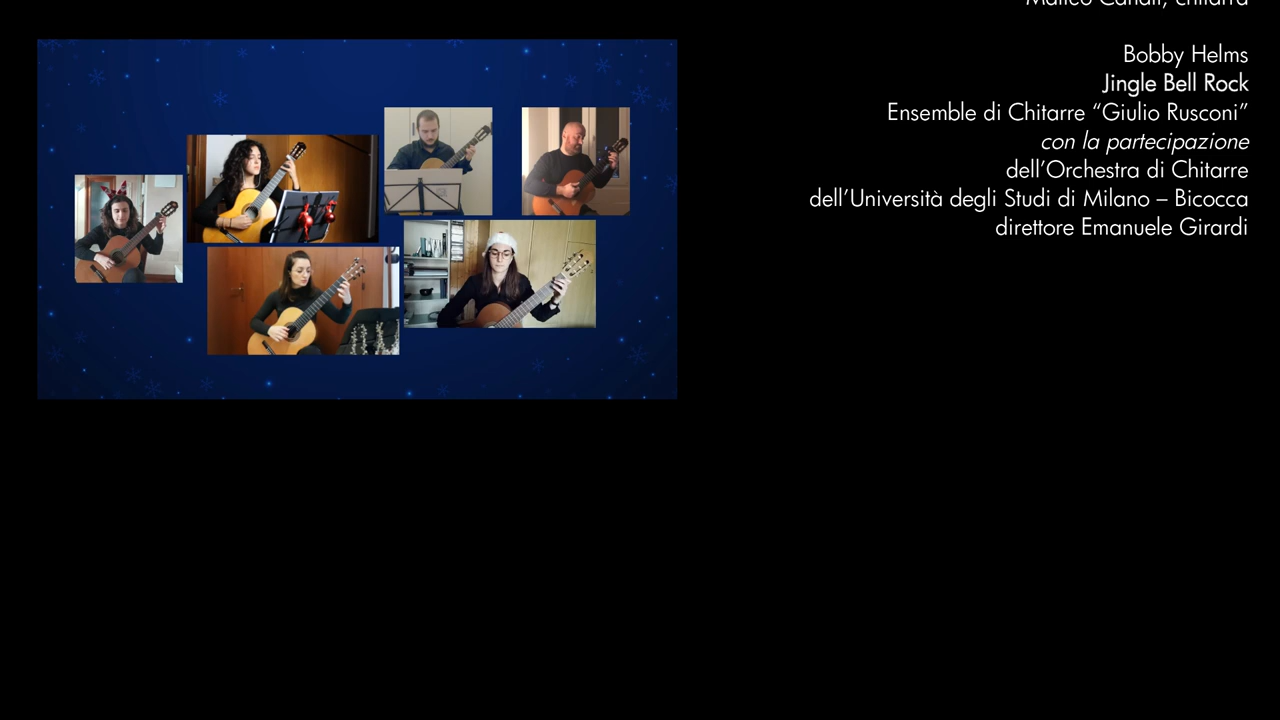 chitarra
Bobby Helms
Jingle Bell Rock
Ensemble di Chitarre “Giulio Rusconi”
con la partecipazione
dell’Orchestra di Chitarre
dell’Università degli Studi di Milano – Bicocca
direttore Emanuele Girardi